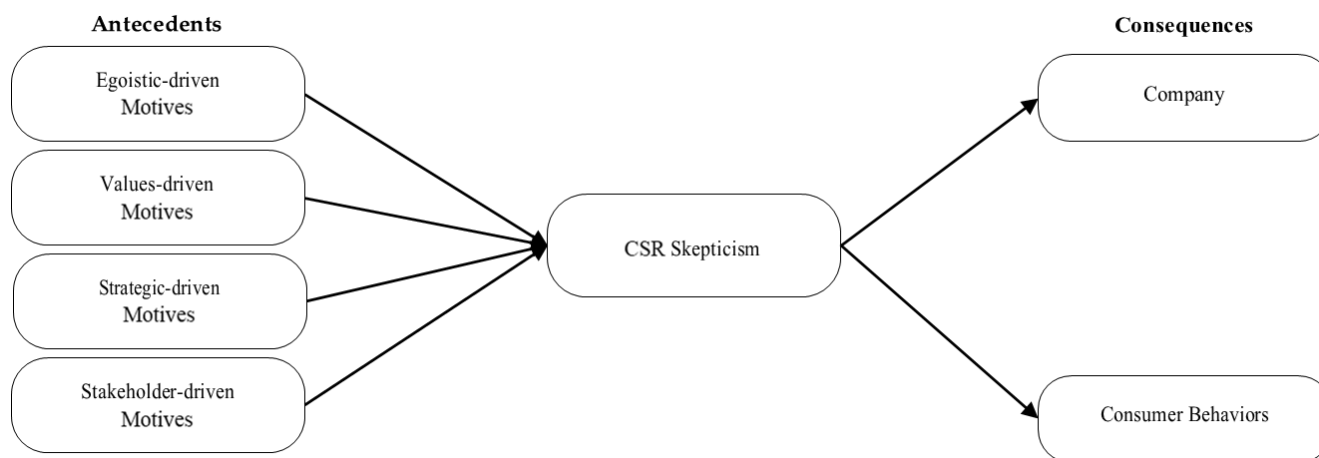 Antecedents
Egoistic-driven
Motives
Values-driven
Motives
Strategic-driven
Motives
Stakeholder-driven
Motives
CSR Skepticism
Consequences
Company
Consumer Behaviors